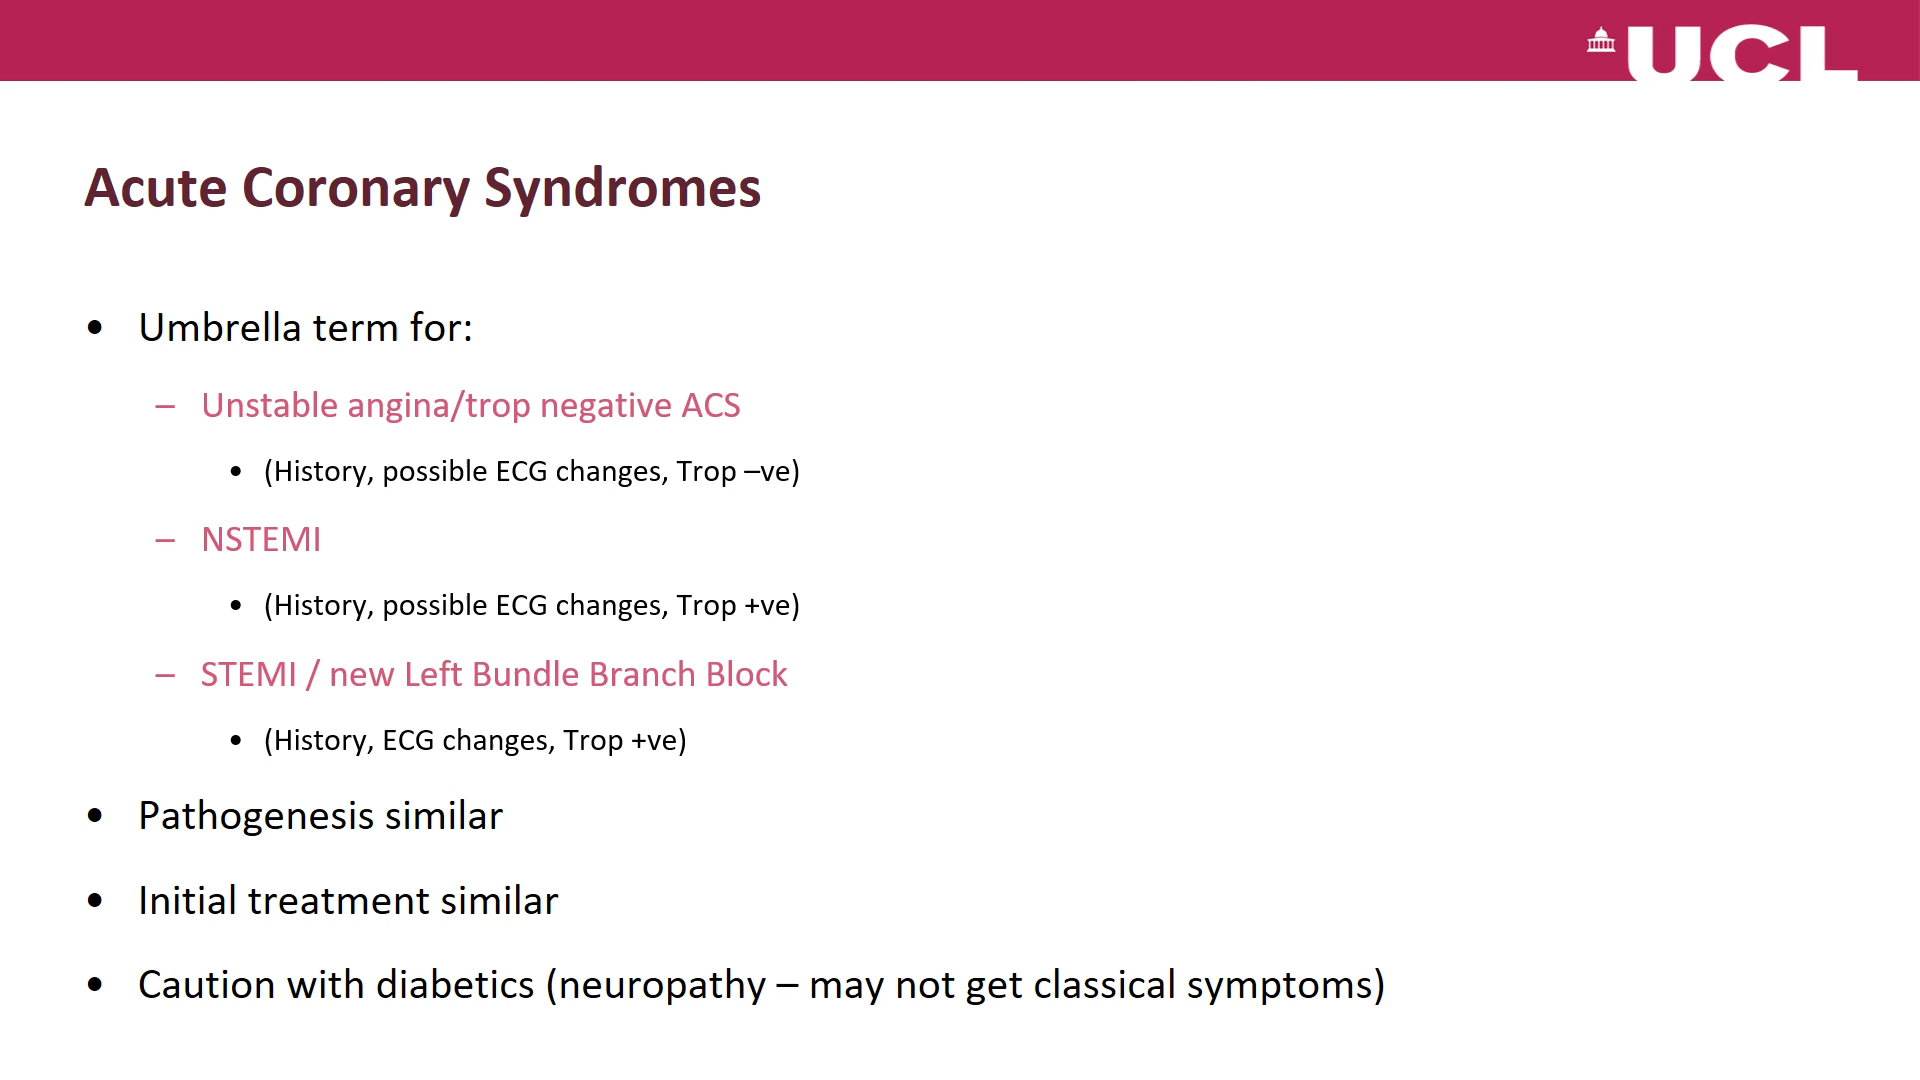 UCL
Acute Coronary Syndromes
• Umbrella term for:
– Unstable angina/trop negative ACS
• (History, possible ECG changes, Trop –ve)
– NSTEMI
• (History, possible ECG changes, Trop +ve)
– STEMI / new Left Bundle Branch Block
• (History, ECG changes, Trop +ve)
• Pathogenesis similar
• Initial treatment similar
• Caution with diabetics (neuropathy – may not get classical symptoms)